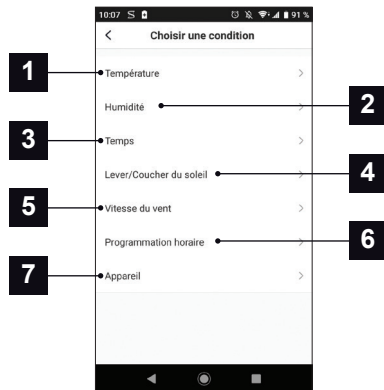 10:07 S 91 %
Choisir une condition
1 Température
Humidité 2
3 Temps
Lever/Coucher du soleil 4
5 Vitesse du vent
Programmation horaire 6
7 Appareil